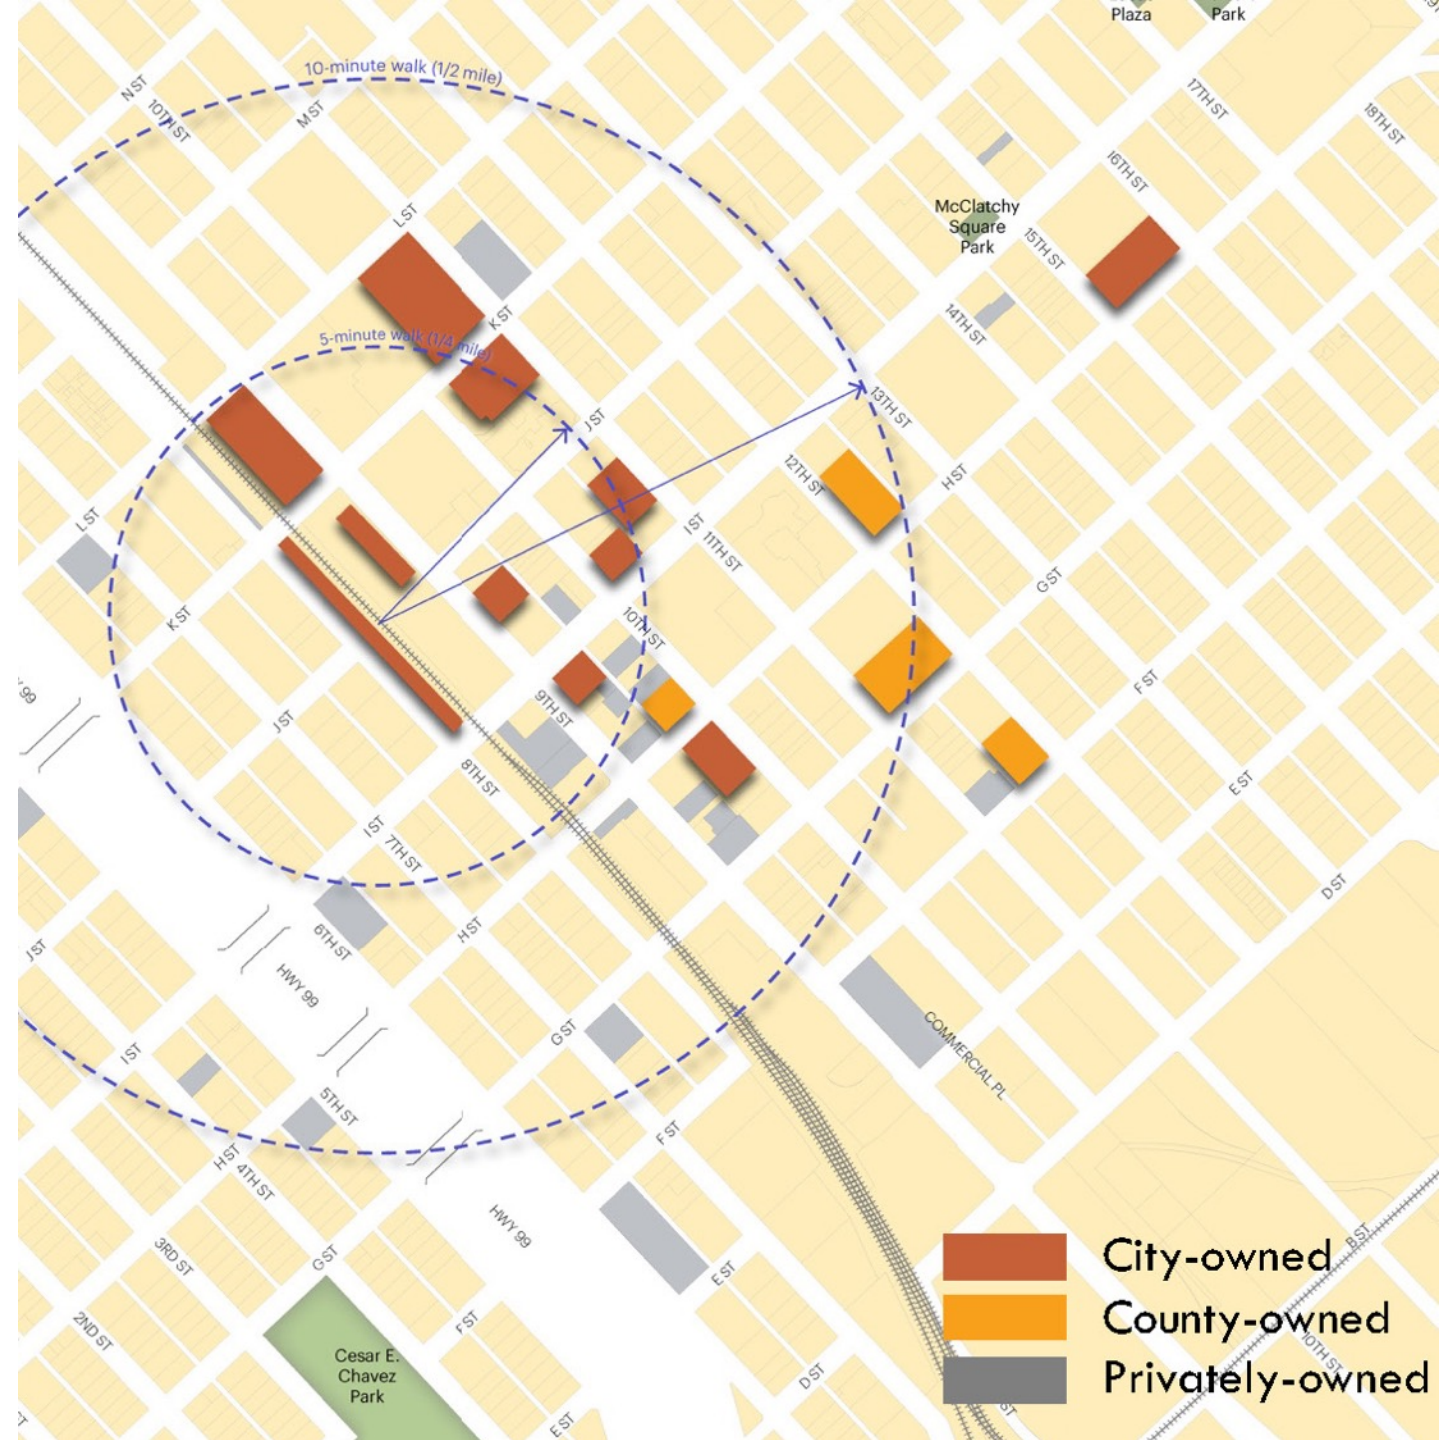 Plaza
Park
17TH ST
18TH ST
10-minute walk (1/2 mile)
N ST
10TH ST
M ST
16TH ST
McClatchy
Square
Park
15TH ST
L ST
14TH ST
K ST
5-minute walk (1/4 mile)
13TH ST
J ST
12TH ST
H ST
L ST
I ST
11TH ST
G ST
K ST
10TH ST
F ST
9TH ST
J ST
8TH ST
E ST
I ST
7TH ST
D ST
6TH ST
H ST
J ST
HWY 99
G ST
COMMERCIAL PL
I ST
5TH ST
F ST
H ST
4TH ST
HWY 99
3RD ST
G ST
B ST
E ST
2ND ST
F ST
Cesar E.
Chavez
Park
D ST
E ST
10TH ST
City-owned
County-owned
Privately-owned